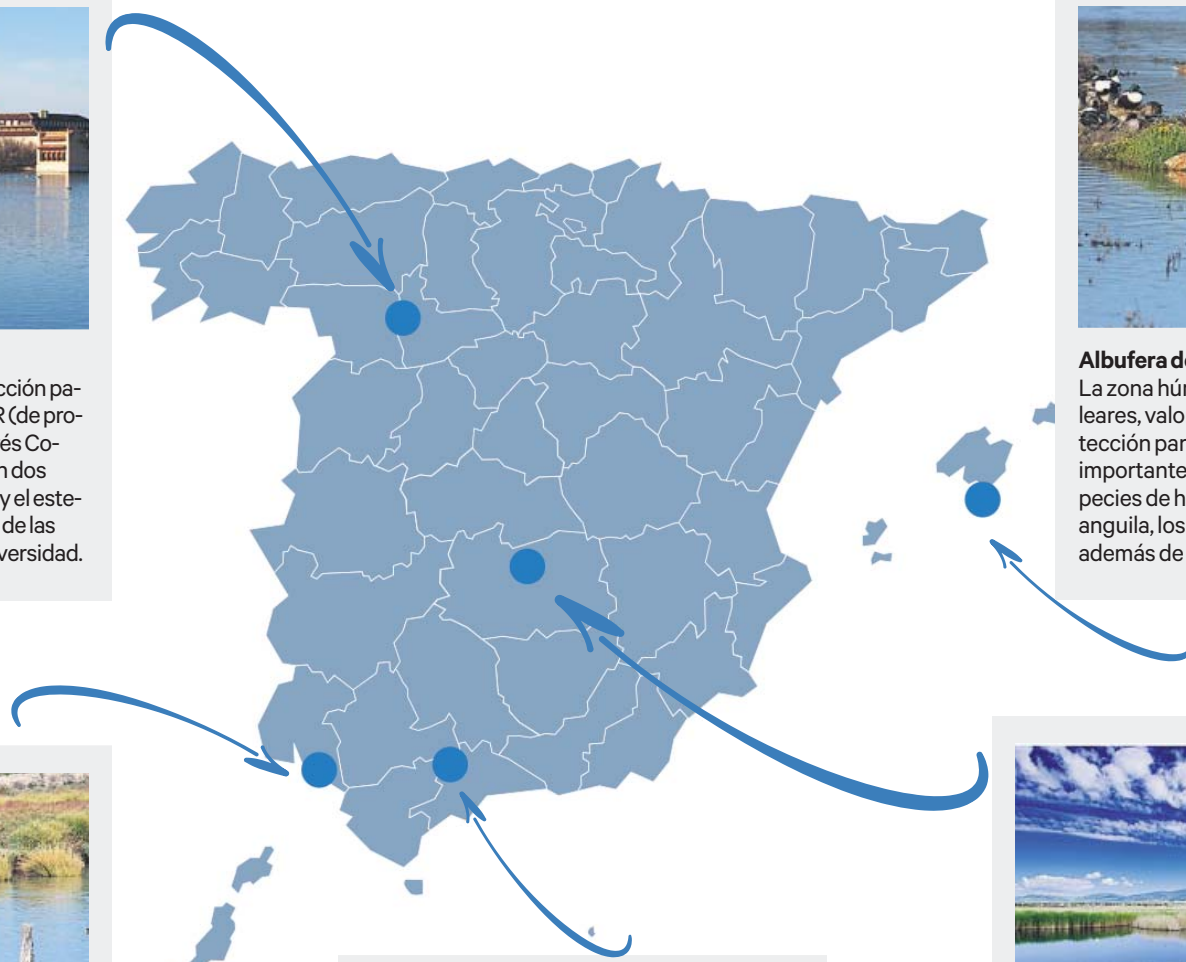 cción pa-
R (de pro-
és Co-
n dos
y el este-
de las
versidad.
Albufera de
La zona húm
leares, valo
tección par
importante
pecies de h
anguila, los
además de